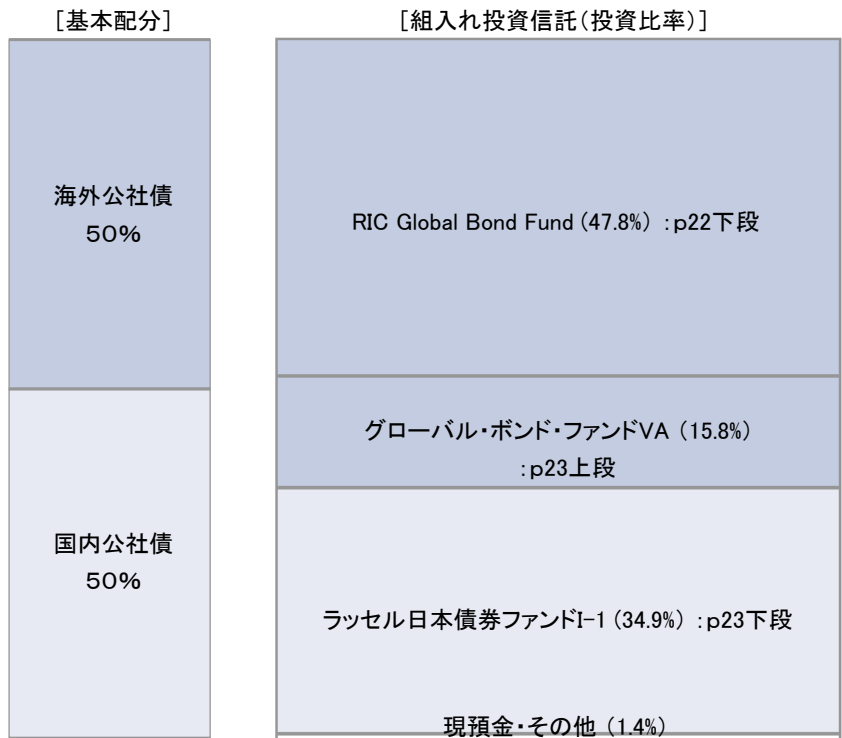 ［基本配分］
［組入れ投資信託（投資比率）］
海外公社債
50％
RIC Global Bond Fund (47.8%) ：p22下段
グローバル・ボンド・ファンドVA (15.8%)
：p23上段
国内公社債
50％
ラッセル日本債券ファンドI-1 (34.9%) ：p23下段
現預金・その他 (1.4%)